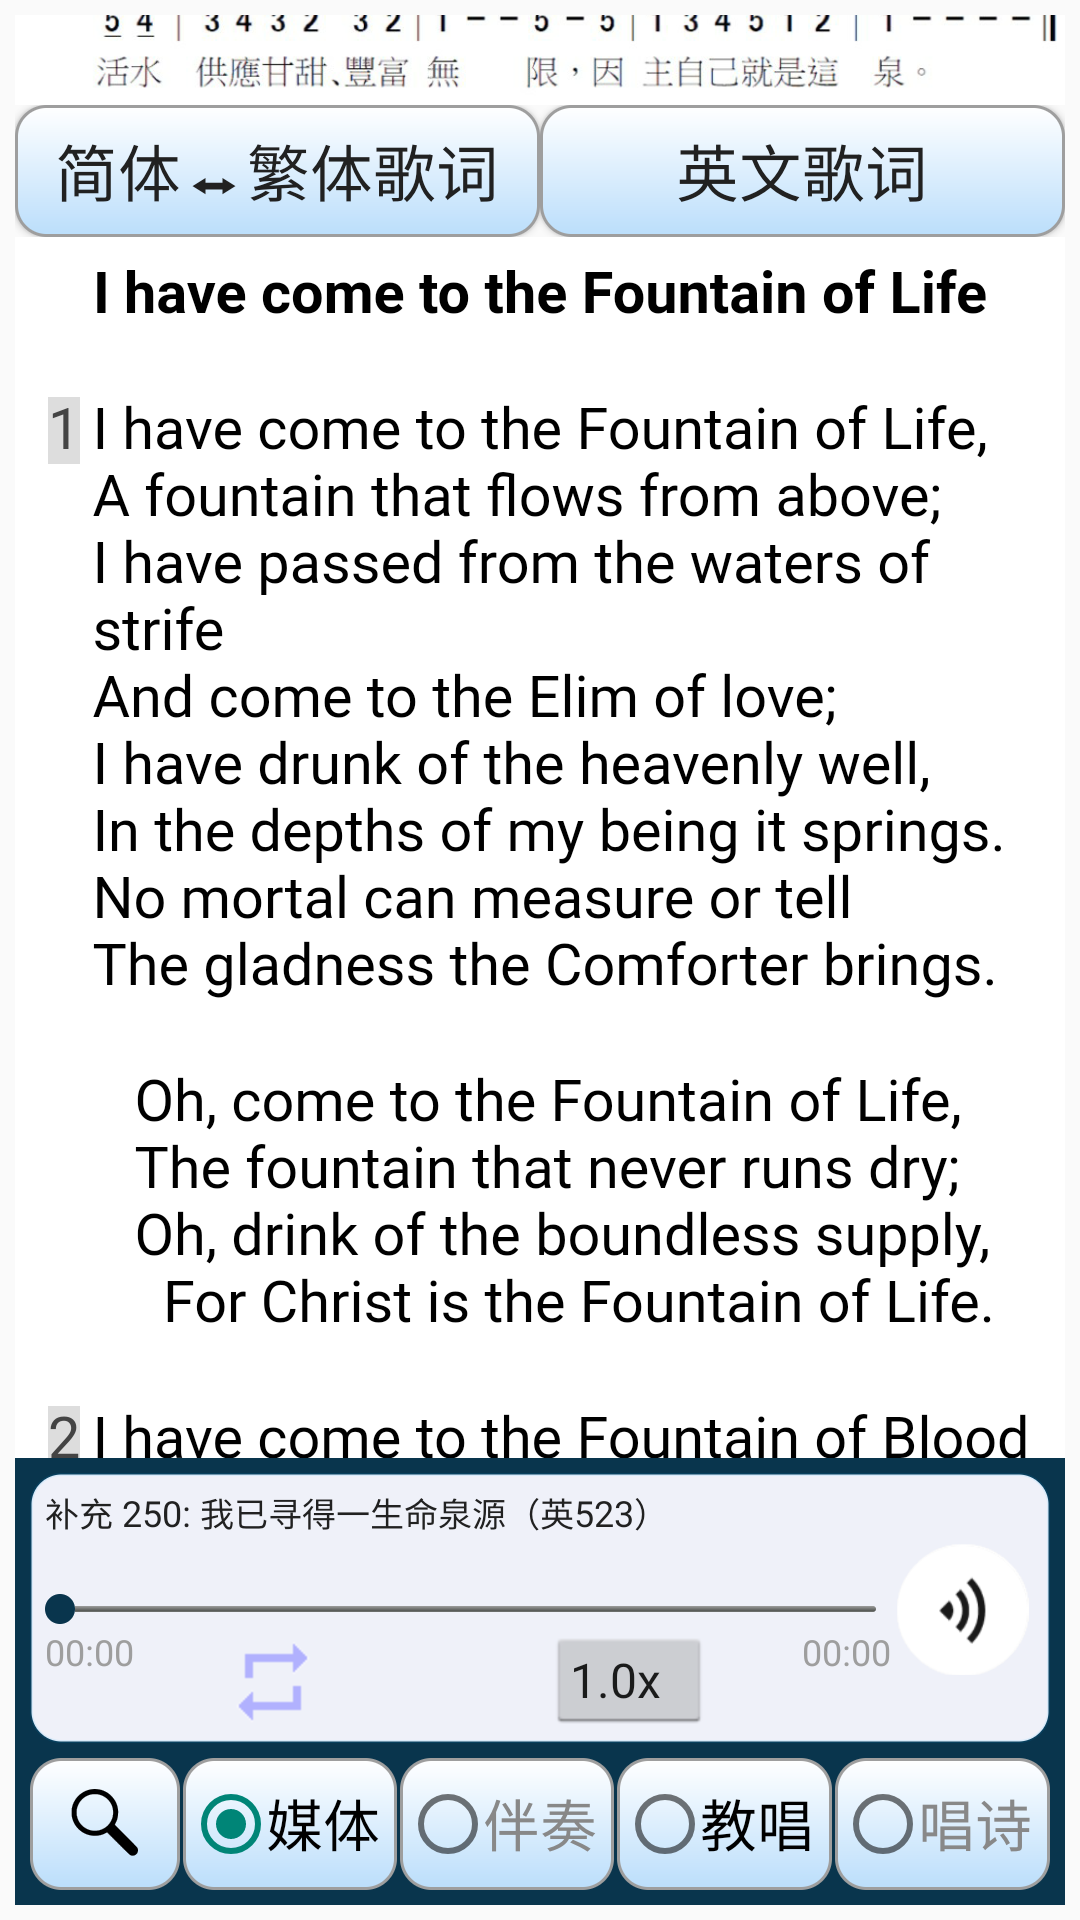 5 4 | 3 4 3 2 3 2 | 1 – – 5 – 5 | 1 3 4 5 1 2 | 1 – – – – ‖
活水 供應甘甜、豐富 無 限，因 主自己就是這 泉。
简体↔繁体歌词 英文歌词
I have come to the Fountain of Life
1 I have come to the Fountain of Life,
A fountain that flows from above;
I have passed from the waters of
strife
And come to the Elim of love;
I have drunk of the heavenly well,
In the depths of my being it springs.
No mortal can measure or tell
The gladness the Comforter brings.
Oh, come to the Fountain of Life,
The fountain that never runs dry;
Oh, drink of the boundless supply,
For Christ is the Fountain of Life.
2 I have come to the Fountain of Blood
补充 250: 我已寻得一生命泉源（英523）
00:00 1.0x 00:00
媒体 伴奏 教唱 唱诗